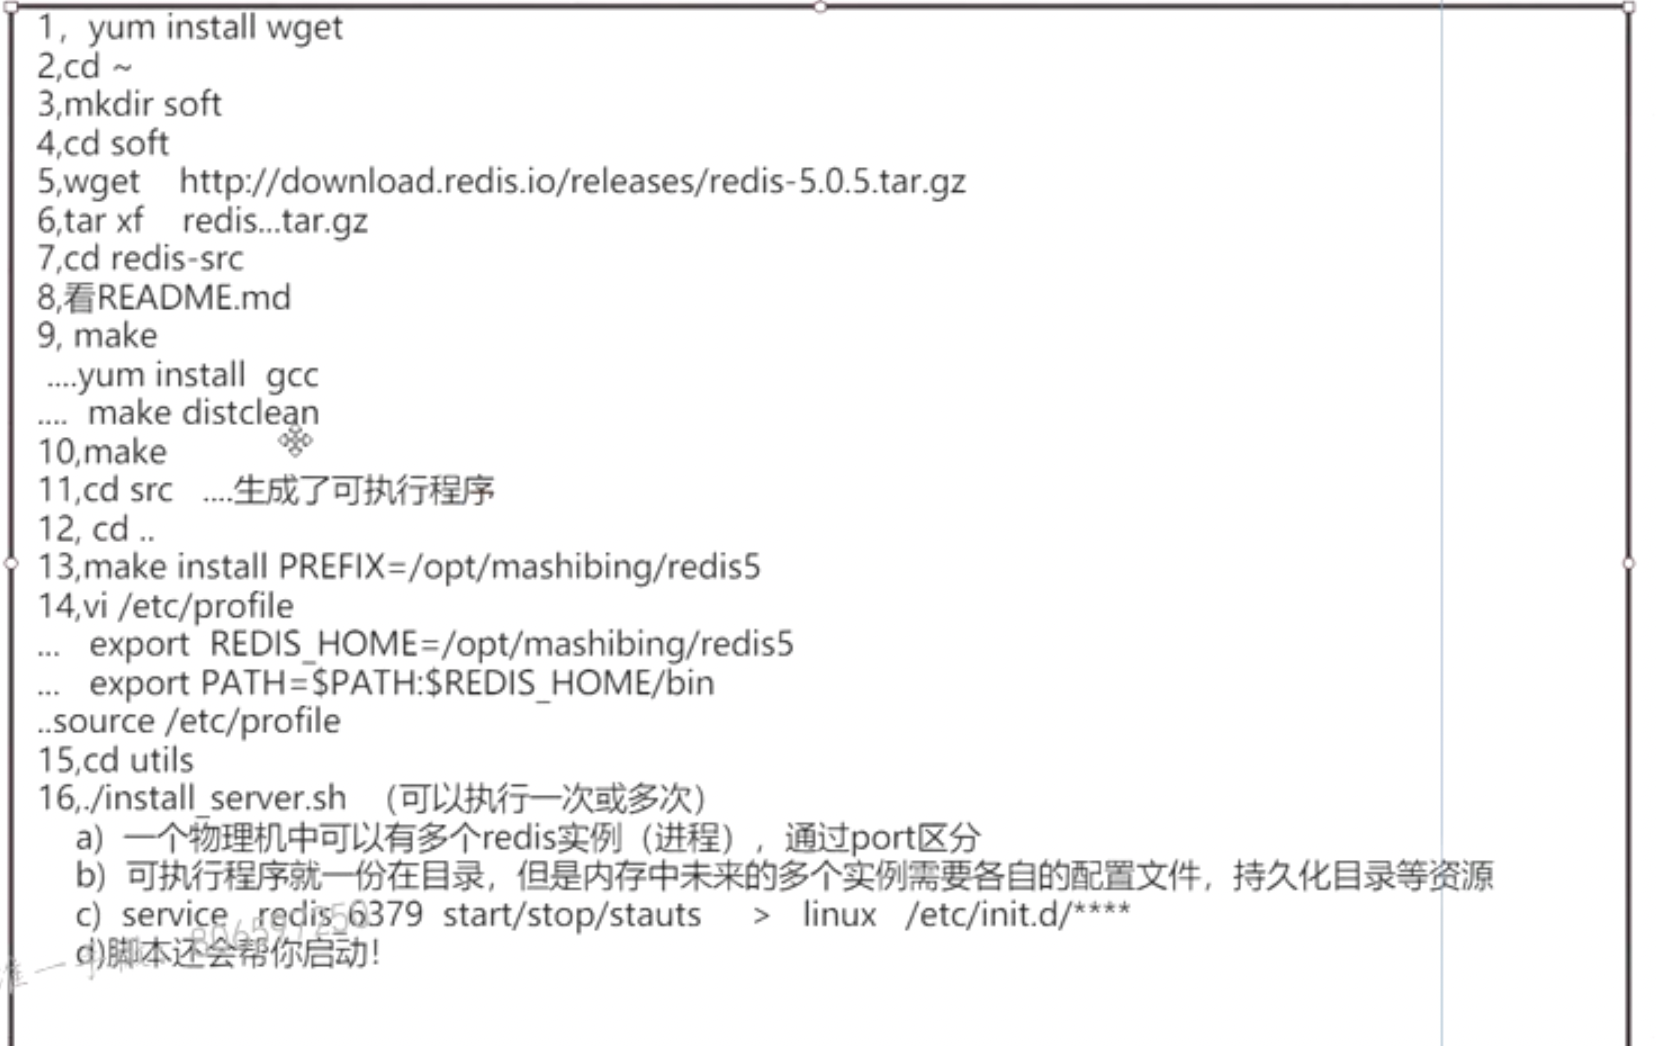 1，yum install wget
2,cd ~
3,mkdir soft
4,cd soft
5,wget    http://download.redis.io/releases/redis-5.0.5.tar.gz
6,tar xf    redis...tar.gz
7,cd redis-src
8,看README.md
9, make
....yum install  gcc
....  make distclean
10,make
11,cd src   ....生成了可执行程序
12, cd ..
13,make install PREFIX=/opt/mashibing/redis5
14,vi /etc/profile
...   export  REDIS_HOME=/opt/mashibing/redis5
...   export PATH=$PATH:$REDIS_HOME/bin
..source /etc/profile
15,cd utils
16,./install_server.sh   （可以执行一次或多次）
a)  一个物理机中可以有多个redis实例（进程），通过port区分
b)  可执行程序就一份在目录，但是内存中未来的多个实例需要各自的配置文件，持久化目录等资源
c)  service   redis_6379  start/stop/stauts     >   linux   /etc/init.d/****
d)脚本还会帮你启动！